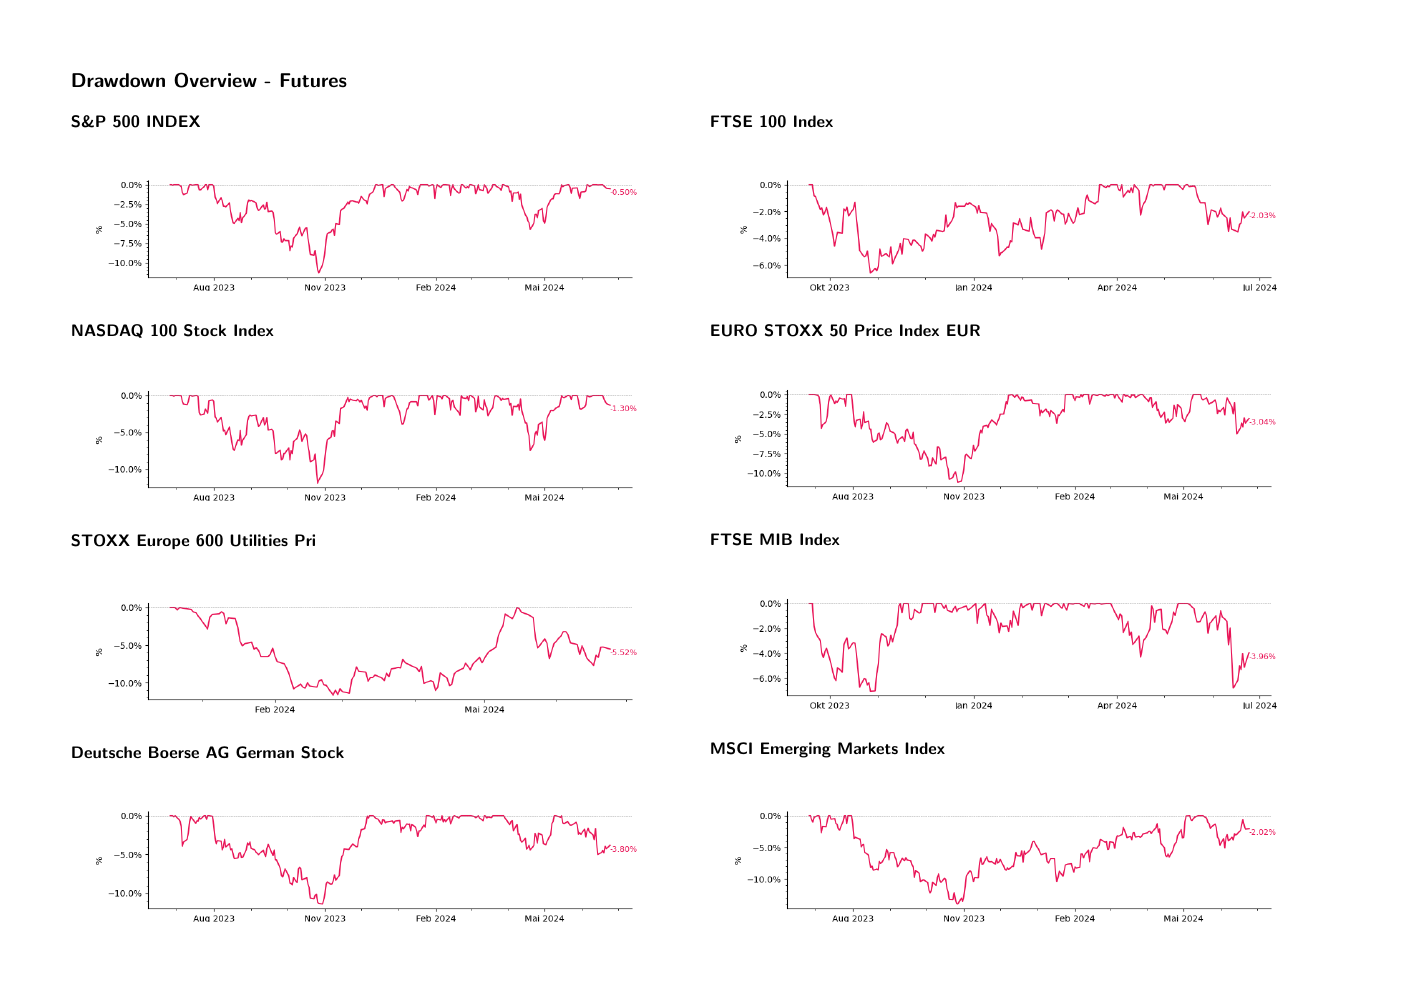 Drawdown Overview - Futures
S&P 500 INDEX
0.0%
−2.5%
−5.0%
−7.5%
−10.0%
%
-0.50%
Aug 2023 Nov 2023 Feb 2024 Mai 2024
FTSE 100 Index
0.0%
−2.0%
−4.0%
−6.0%
%
-2.03%
Okt 2023 Jan 2024 Apr 2024 Jul 2024
NASDAQ 100 Stock Index
0.0%
−5.0%
−10.0%
%
-1.30%
Aug 2023 Nov 2023 Feb 2024 Mai 2024
EURO STOXX 50 Price Index EUR
0.0%
−2.5%
−5.0%
−7.5%
−10.0%
%
-3.04%
Aug 2023 Nov 2023 Feb 2024 Mai 2024
STOXX Europe 600 Utilities Pri
0.0%
−5.0%
−10.0%
%
-5.52%
Feb 2024 Mai 2024
FTSE MIB Index
0.0%
−2.0%
−4.0%
−6.0%
%
-3.96%
Okt 2023 Jan 2024 Apr 2024 Jul 2024
Deutsche Boerse AG German Stock
0.0%
−5.0%
−10.0%
%
-3.80%
Aug 2023 Nov 2023 Feb 2024 Mai 2024
MSCI Emerging Markets Index
0.0%
−5.0%
−10.0%
%
-2.02%
Aug 2023 Nov 2023 Feb 2024 Mai 2024